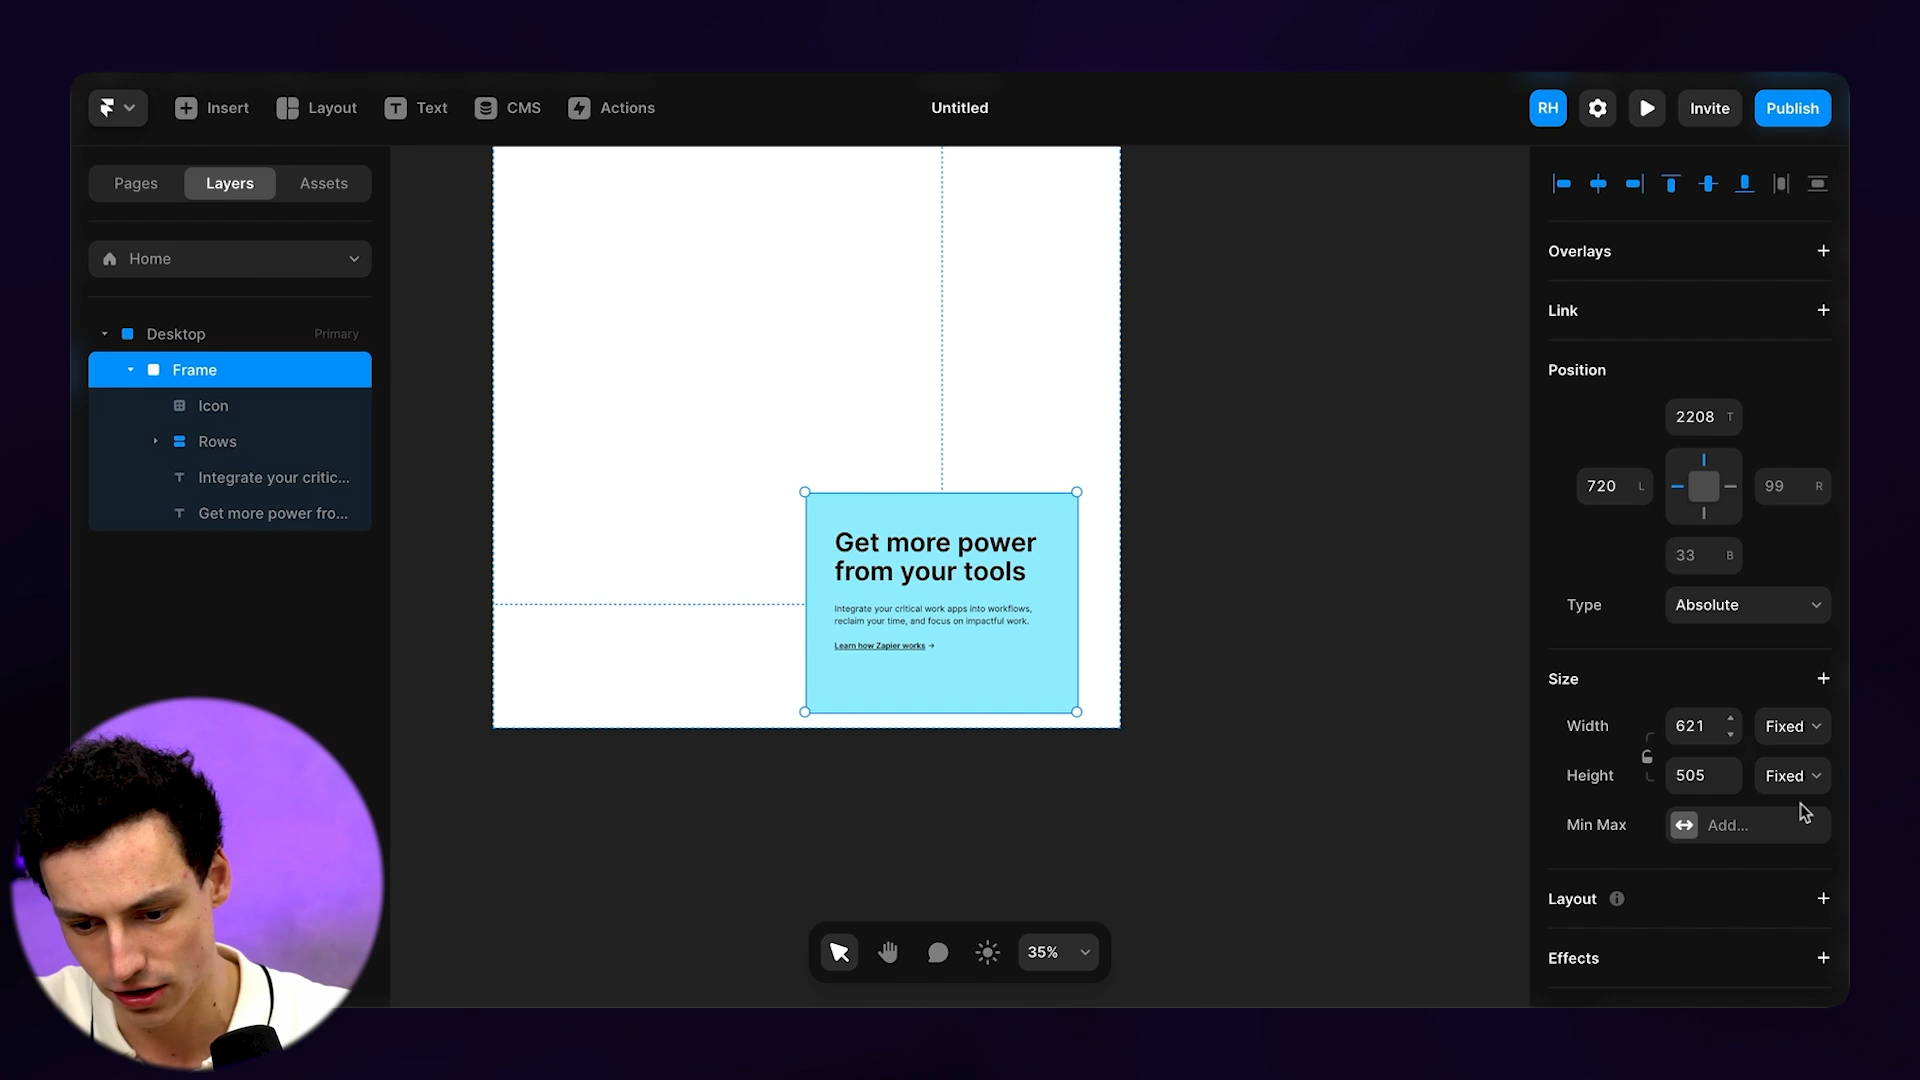 Insert
Layout
Text
CMS
Actions
Untitled
RH
Invite
Publish
Pages
Layers
Assets
Home
Desktop
Primary
Frame
Icon
Rows
Integrate your critic...
Get more power fro...
Get more power
from your tools
Integrate your critical work apps into workflows,
reclaim your time, and focus on impactful work.
Learn how Zapier works →
35%
Overlays
Link
Position
2208 T
720 L
99 R
33 B
Type
Absolute
Size
Width
621
Fixed
Height
505
Fixed
Min Max
Add...
Layout
Effects